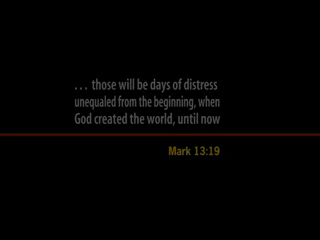 ... those will be days of distress
unequaled from the beginning, when
God created the world, until now
Mark 13:19